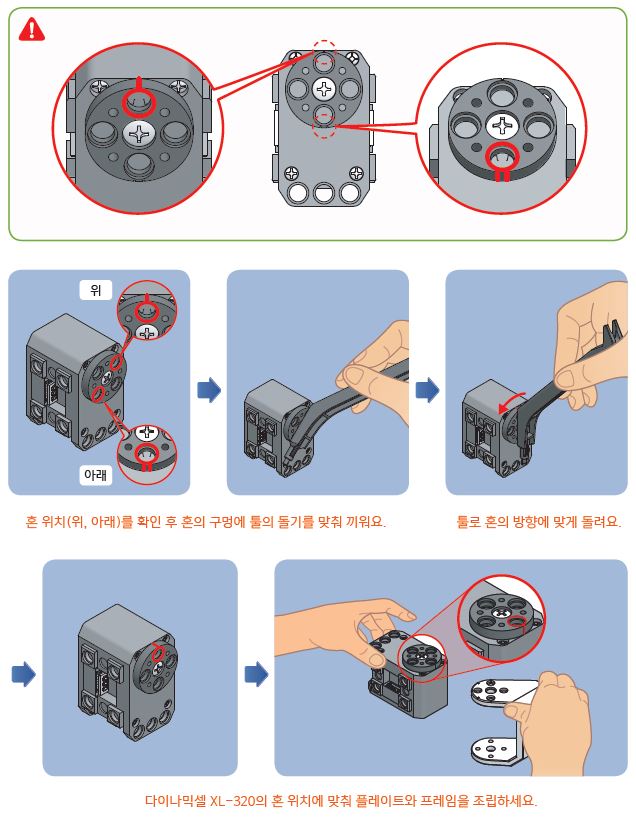 위
아래
혼 위치(위, 아래)를 확인 후 혼의 구멍에 툴의 돌기를 맞춰 끼워요.
툴로 혼의 방향에 맞게 돌려요.
다이나믹셀 XL-320의 혼 위치에 맞춰 플레이트와 프레임을 조립하세요.